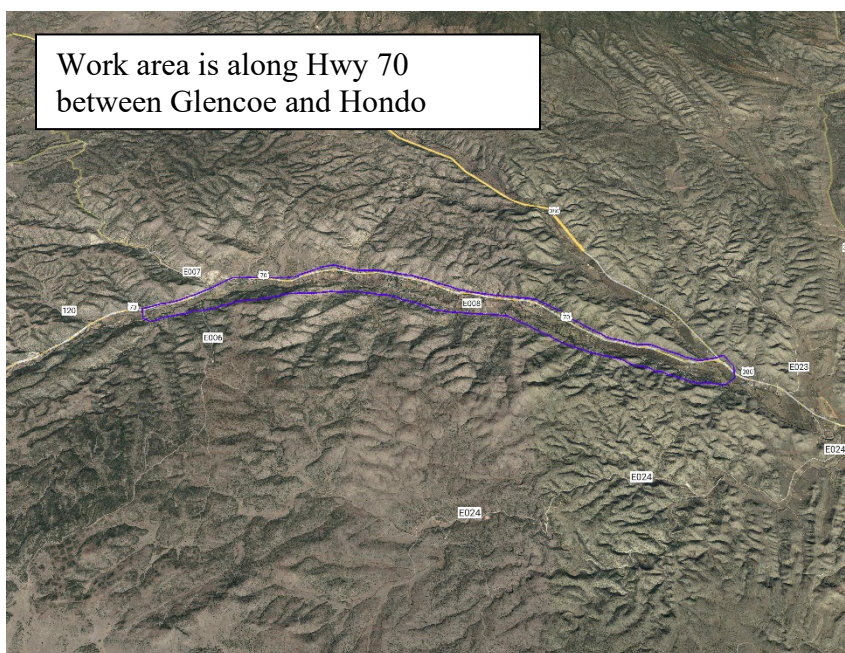 Work area is along Hwy 70
between Glencoe and Hondo
E007
70
E008
120
70
E006
70
380
E023
E024
E024
E024